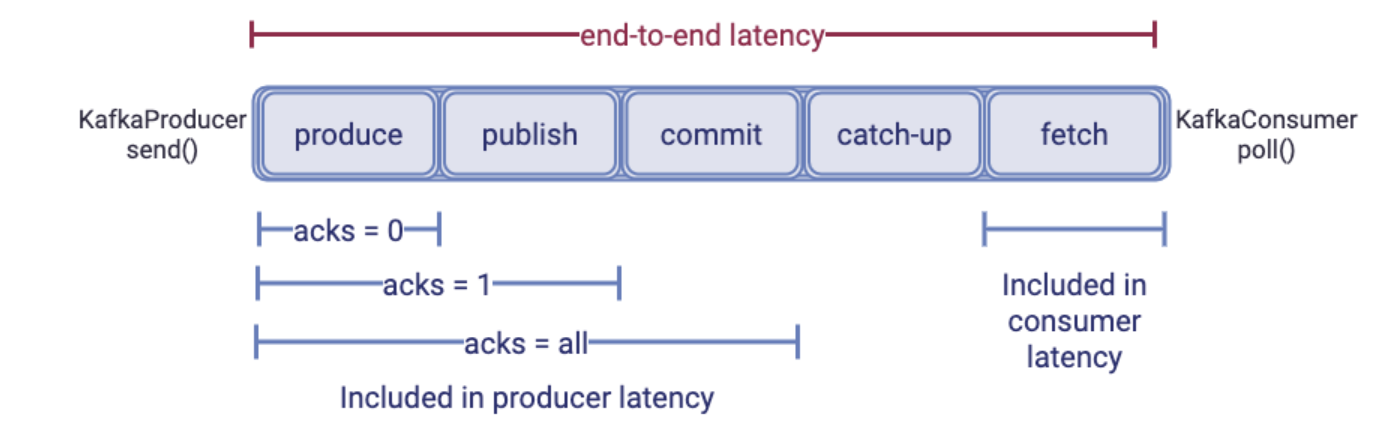 end-to-end latency
KafkaProducer
send()
produce
publish
commit
catch-up
fetch
KafkaConsumer
poll()
acks = 0
acks = 1
acks = all
Included in producer latency
Included in
consumer
latency